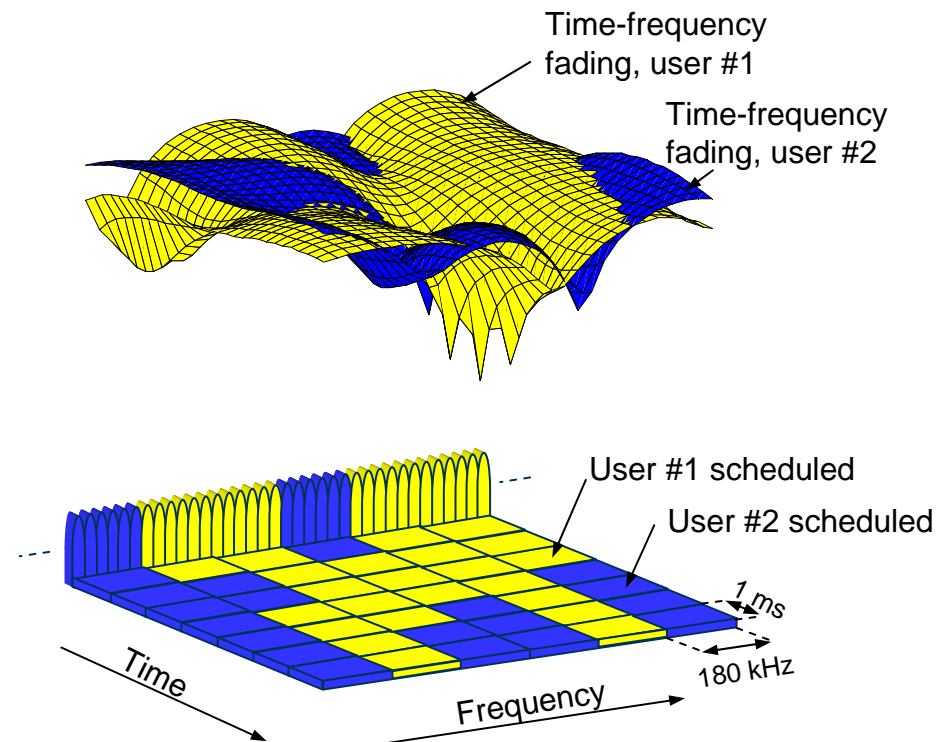 Time-frequency
fading, user #1
Time-frequency
fading, user #2
User #1 scheduled
User #2 scheduled
1 ms
180 kHz
Time
Frequency